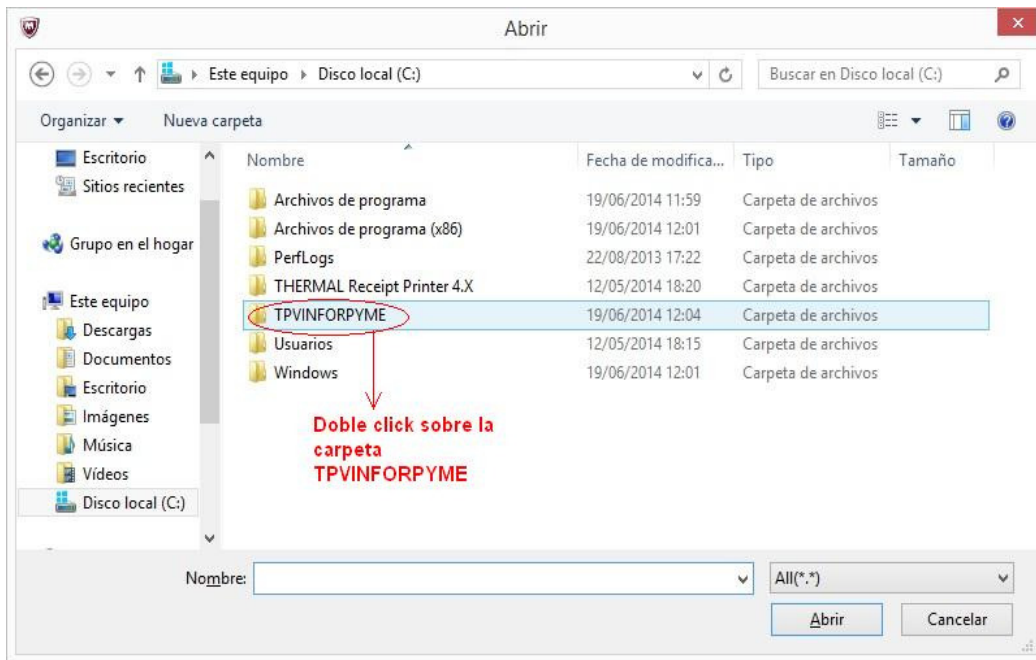 Abrir
Este equipo Disco local (C:)
Buscar en Disco local (C:)
Organizar
Nueva carpeta
Escritorio
Sitios recientes
Grupo en el hogar
Este equipo
Descargas
Documentos
Escritorio
Imágenes
Música
Vídeos
Disco local (C:)
Nombre Fecha de modifica... Tipo Tamaño
Archivos de programa 19/06/2014 11:59 Carpeta de archivos
Archivos de programa (x86) 19/06/2014 12:01 Carpeta de archivos
PerfLogs 22/08/2013 17:22 Carpeta de archivos
THERMAL Receipt Printer 4.X 12/05/2014 18:20 Carpeta de archivos
TPVINFORPYME 19/06/2014 12:04 Carpeta de archivos
Usuarios 12/05/2014 18:15 Carpeta de archivos
Windows 19/06/2014 12:01 Carpeta de archivos
Doble click sobre la
carpeta
TPVINFORPYME
Nombre:
All(*.*)
Abrir
Cancelar